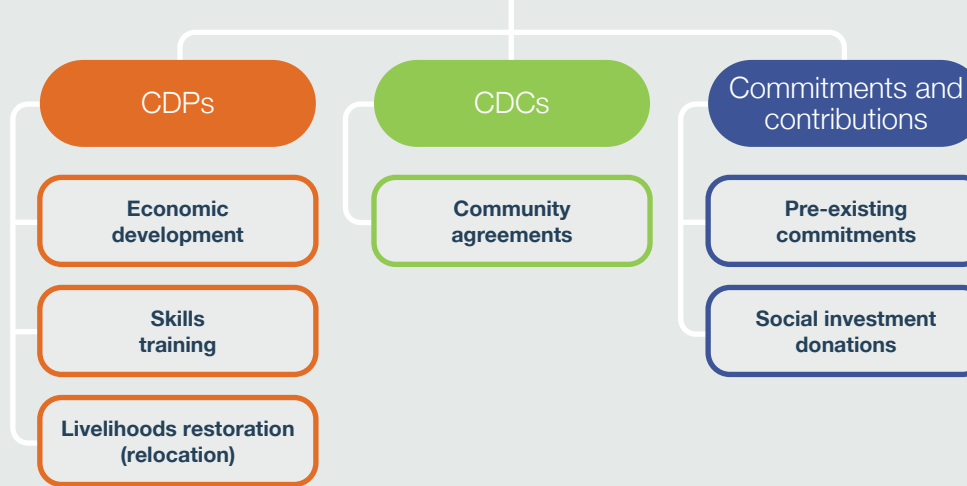 CDPs
Economic
development
Skills
training
Livelihoods restoration
(relocation)
CDCs
Community
agreements
Commitments and
contributions
Pre-existing
commitments
Social investment
donations